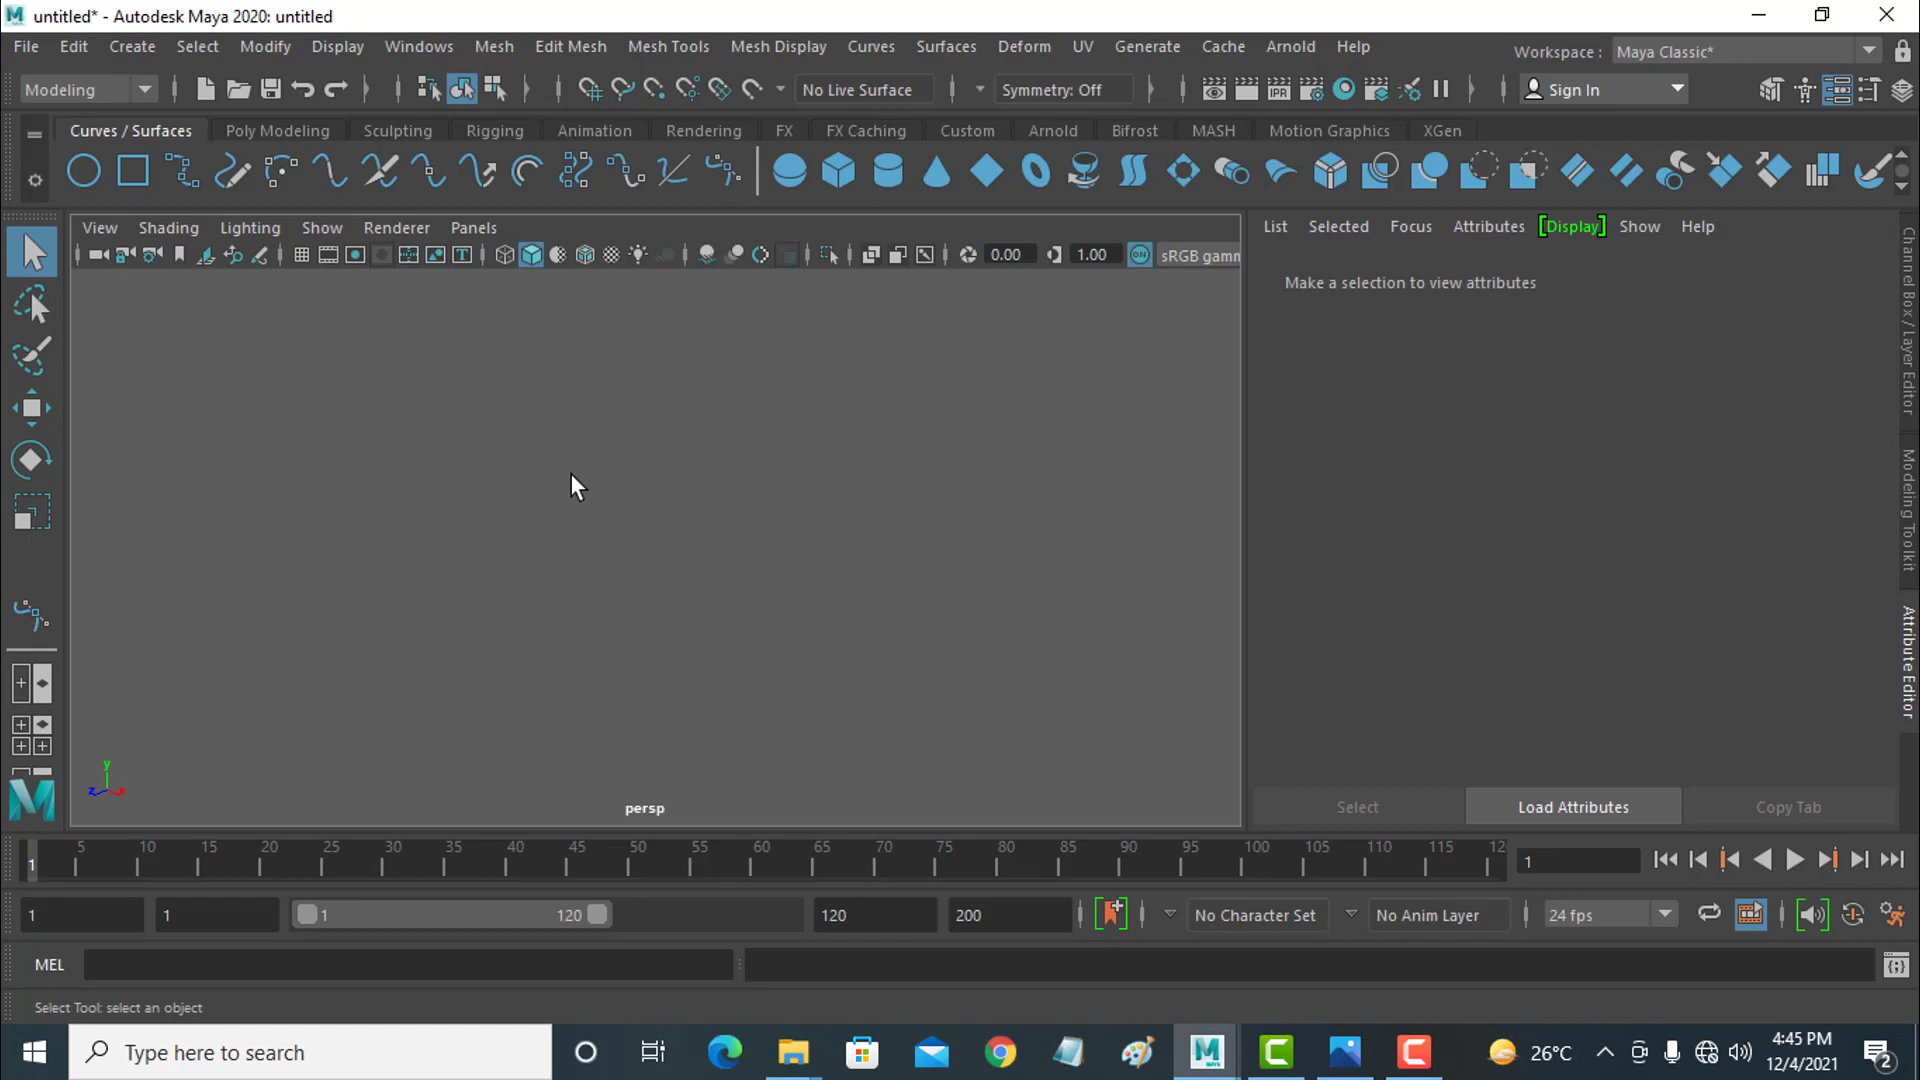 untitled* - Autodesk Maya 2020: untitled
File Edit Create Select Modify Display Windows Mesh Edit Mesh Mesh Tools Mesh Display Curves Surfaces Deform UV Generate Cache Arnold Help
Workspace : Maya Classic*
Modeling No Live Surface Symmetry: Off IPR Sign In
Curves / Surfaces Poly Modeling Sculpting Rigging Animation Rendering FX FX Caching Custom Arnold Bifrost MASH Motion Graphics XGen
View Shading Lighting Show Renderer Panels
0.00 1.00 ON sRGB gamm
List Selected Focus Attributes [Display] Show Help
Make a selection to view attributes
Channel Box / Layer Editor
Modeling Toolkit
Attribute Editor
y
z x
persp
Select Load Attributes Copy Tab
1 5 10 15 20 25 30 35 40 45 50 55 60 65 70 75 80 85 90 95 100 105 110 115 12 1
1 1 1 120 120 200 No Character Set No Anim Layer 24 fps
MEL
Select Tool: select an object
Type here to search
26°C
4:45 PM
12/4/2021
2